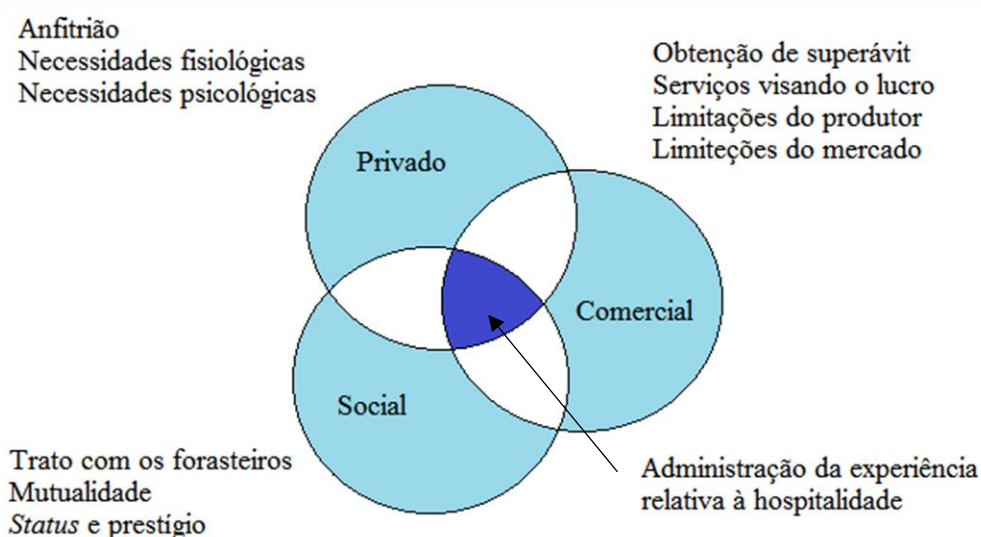 Anfitrião
Necessidades fisiológicas
Necessidades psicológicas
Obtenção de superávit
Serviços visando o lucro
Limitações do produtor
Limiteções do mercado
Privado
Comercial
Social
Trato com os forasteiros
Mutualidade
Status e prestígio
Administração da experiência
relativa à hospitalidade